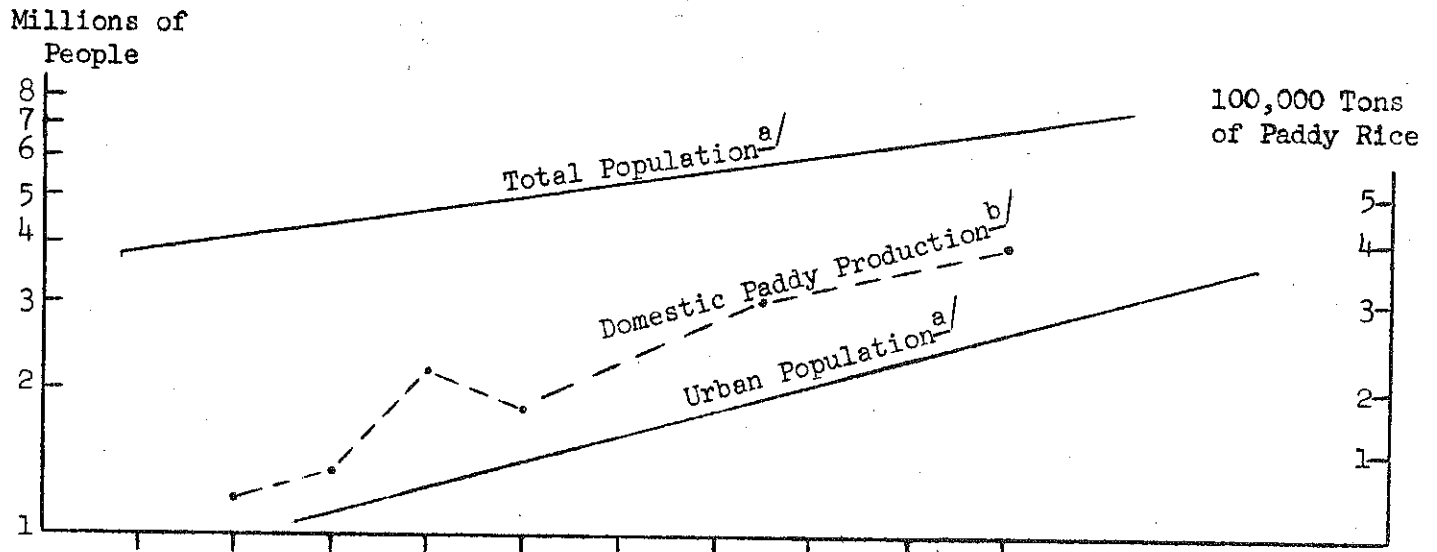 Millions of
People
8
7
6
5
4
3
2
1
Total Population a/
Domestic Paddy Production b/
Urban Population a/
100,000 Tons
of Paddy Rice
5
4
3
2
1